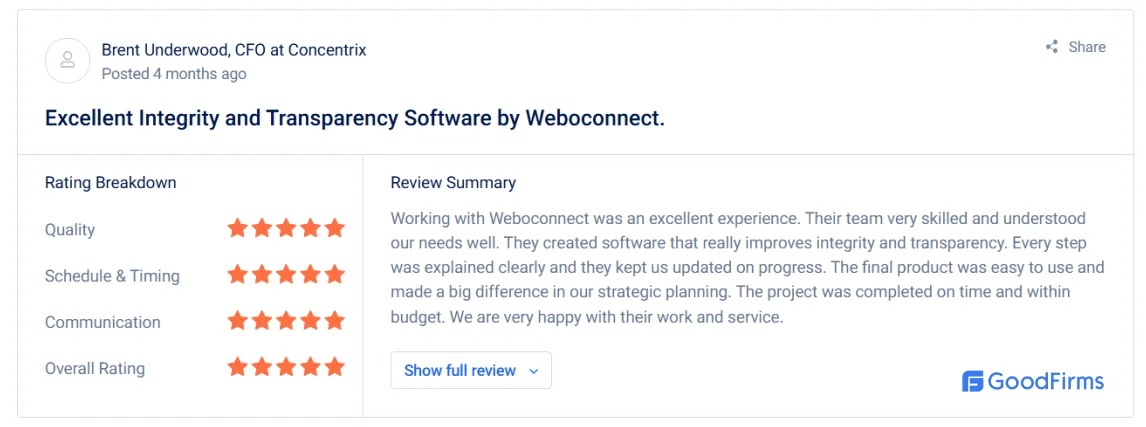 Brent Underwood, CFO at Concentrix
Share
Posted 4 months ago
Excellent Integrity and Transparency Software by Weboconnect.
Rating Breakdown
Quality
Schedule & Timing
Communication
Overall Rating
Review Summary
Working with Weboconnect was an excellent experience. Their team very skilled and understood
our needs well. They created software that really improves integrity and transparency. Every step
was explained clearly and they kept us updated on progress. The final product was easy to use and
made a big difference in our strategic planning. The project was completed on time and within
budget. We are very happy with their work and service.
Show full review
GoodFirms